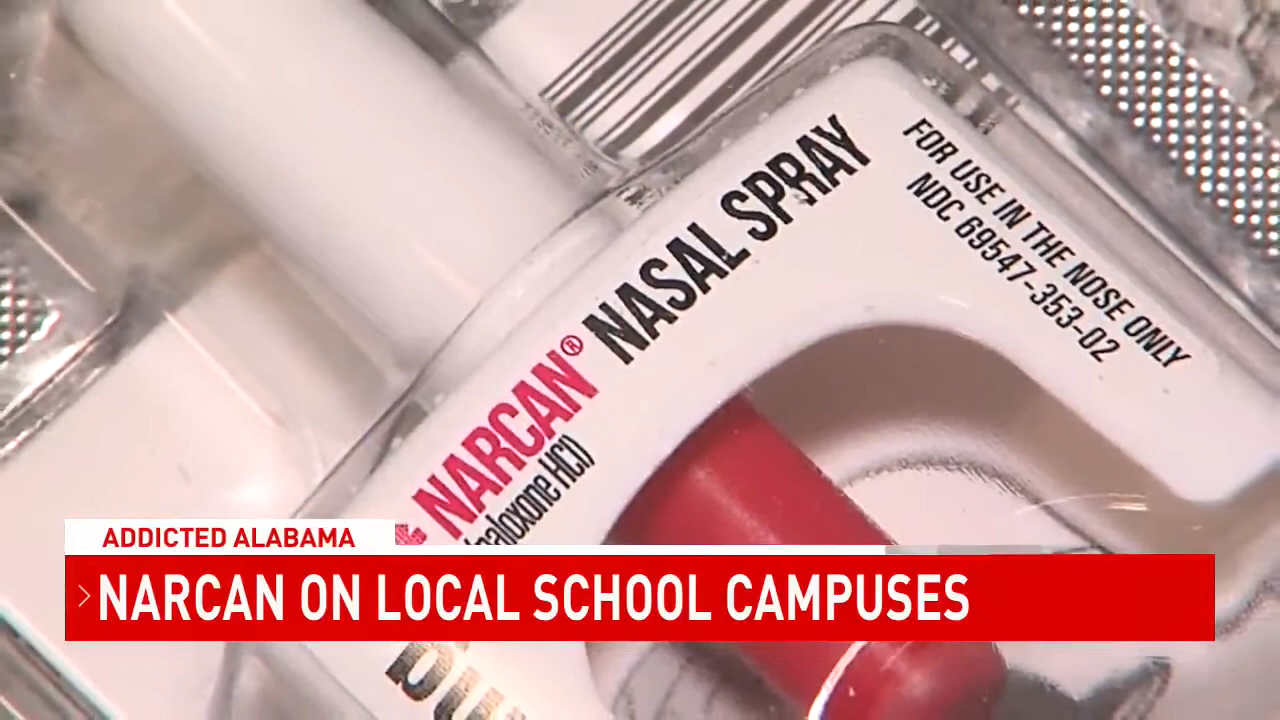 NARCAN® NASAL SPRAY
naloxone HCl)
FOR USE IN THE NOSE ONLY
NDC 69547-353-02
ADDICTED ALABAMA
NARCAN ON LOCAL SCHOOL CAMPUSES